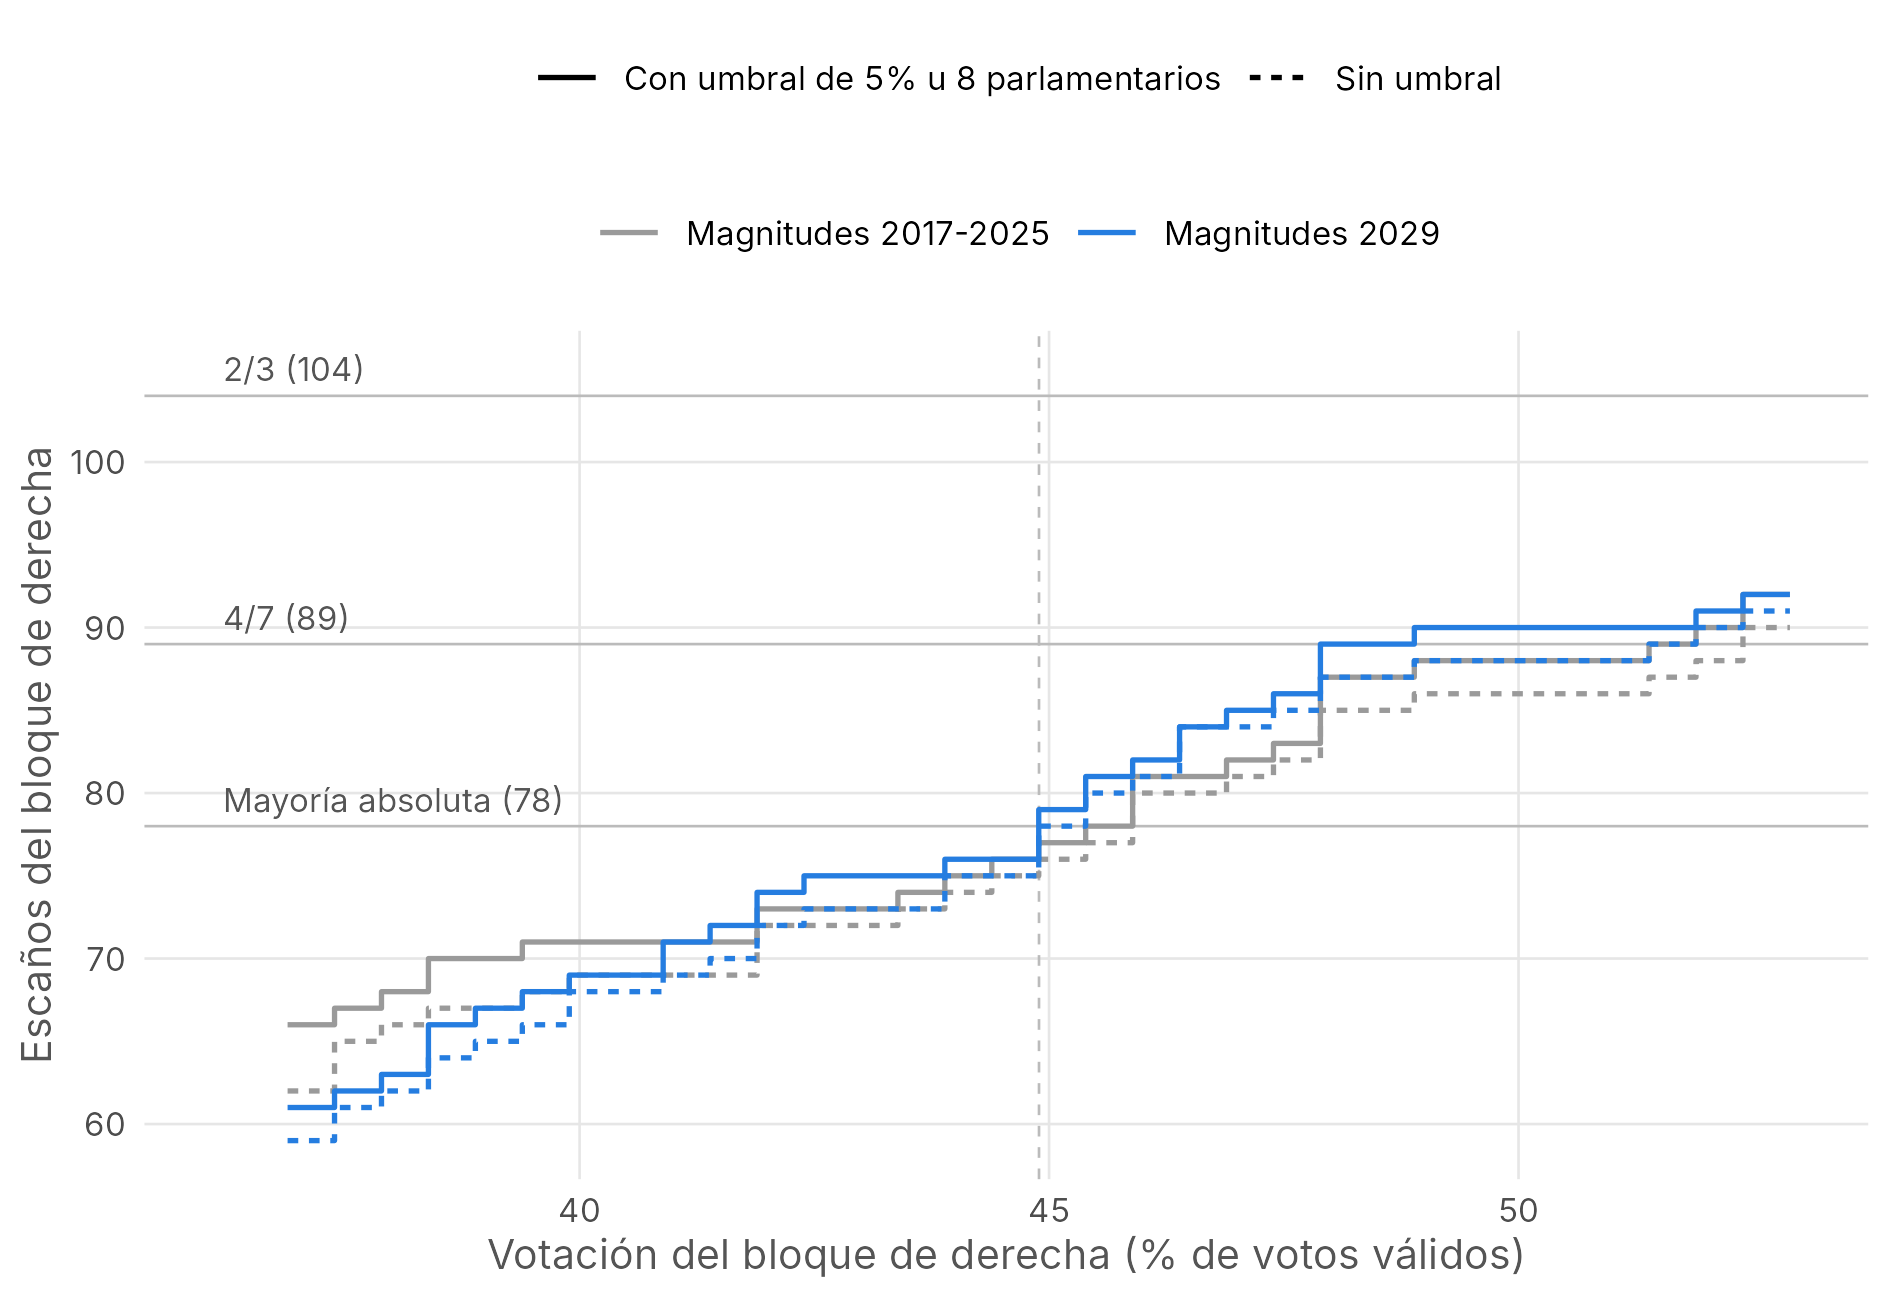 Con umbral de 5% u 8 parlamentarios
Sin umbral
Magnitudes 2017-2025
Magnitudes 2029
2/3 (104)
4/7 (89)
Mayoría absoluta (78)
Escaños del bloque de derecha
100
90
80
70
60
40
45
50
Votación del bloque de derecha (% de votos válidos)